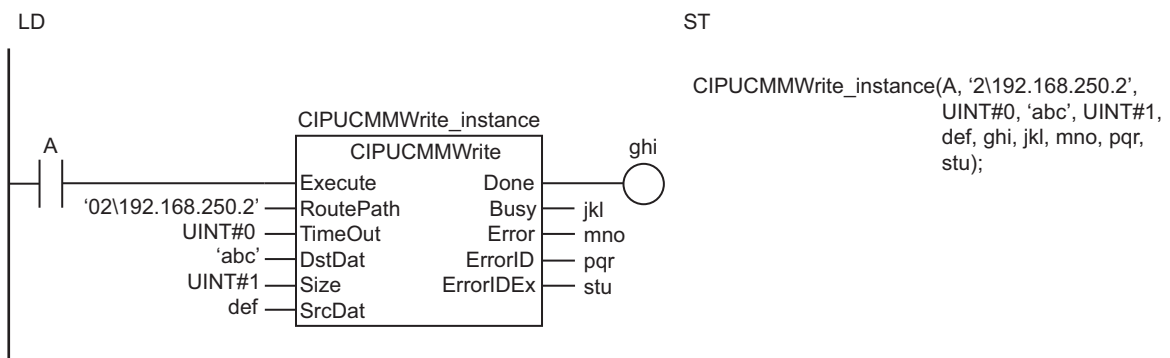 LD
ST
CIPUCMMWrite_instance(A, ‘2\192.168.250.2’,
UINT#0, ‘abc’, UINT#1,
def, ghi, jkl, mno, pqr,
stu);
CIPUCMMWrite_instance
A
CIPUCMMWrite
ghi
Execute Done
‘02\192.168.250.2’ RoutePath Busy jkl
UINT#0 TimeOut Error mno
‘abc’ DstDat ErrorID pqr
UINT#1 Size ErrorIDEx stu
def SrcDat